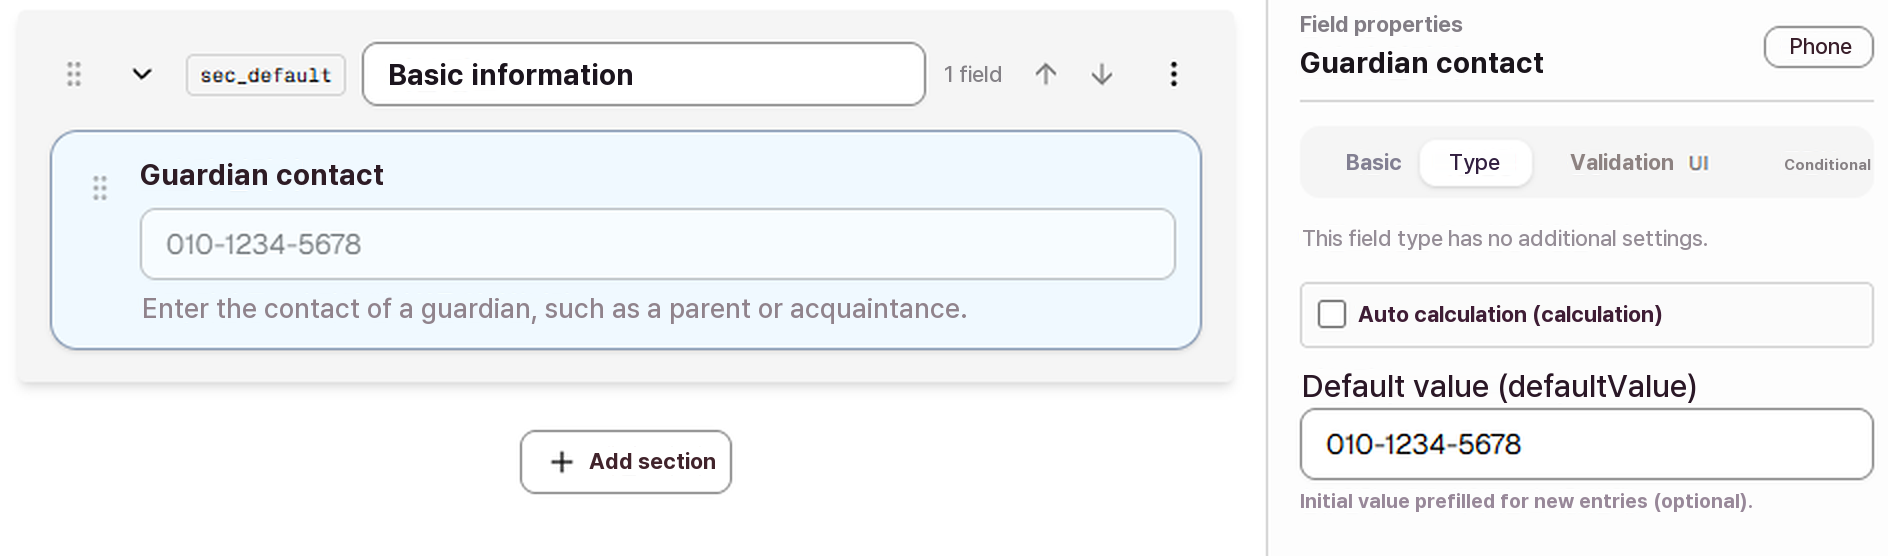 sec_default
Basic information
1 field
Guardian contact
010-1234-5678
Enter the contact of a guardian, such as a parent or acquaintance.
Add section
Field properties
Guardian contact
Phone
Basic Type Validation UI Conditional
This field type has no additional settings.
Auto calculation (calculation)
Default value (defaultValue)
010-1234-5678
Initial value prefilled for new entries (optional).